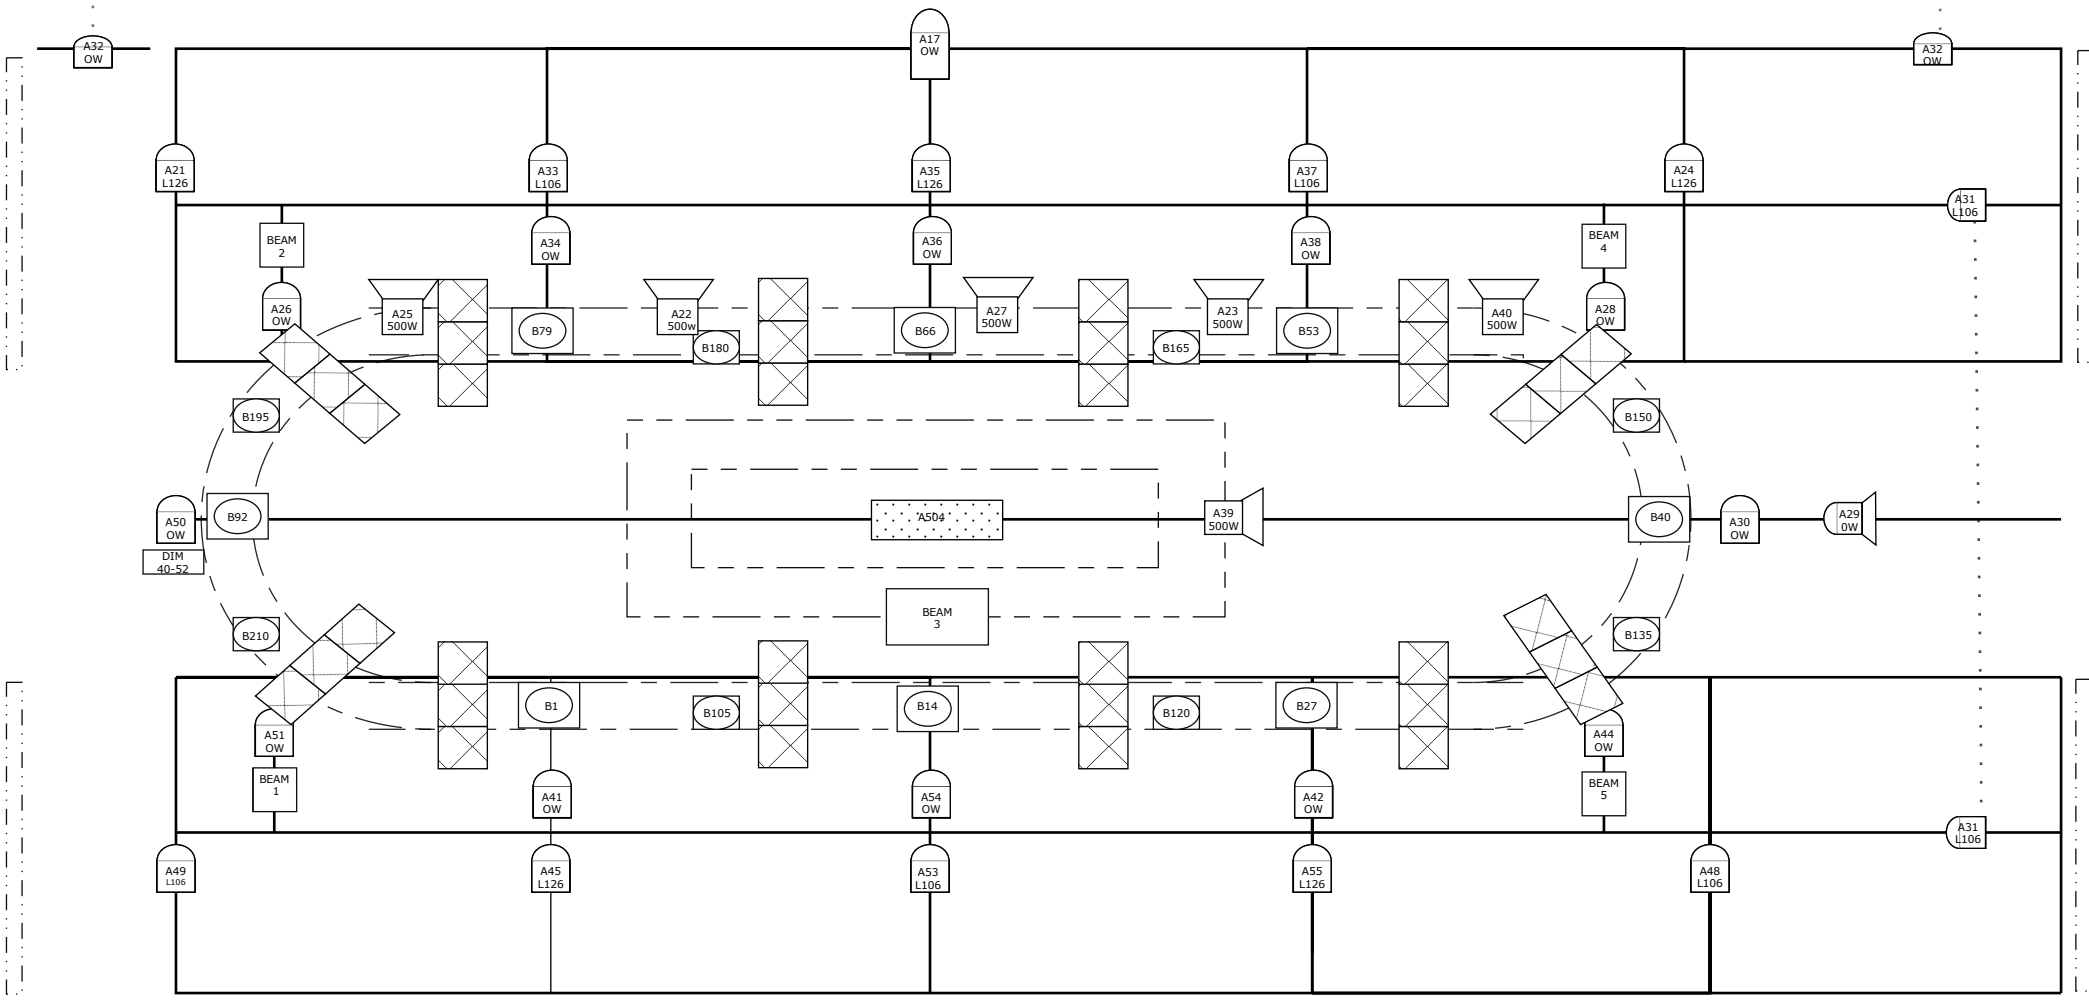 A32
OW
A17
OW
A32
OW
A21
L126
A33
L106
A35
L126
A37
L106
A24
L126
A31
L106
BEAM
2
A34
OW
A36
OW
A38
OW
BEAM
4
A26
OW
A25
500W
B79
A22
500w
B180
B66
A27
500W
B165
A23
500W
B53
A40
500W
A28
OW
B195
B150
A50
OW
B92
A504
A39
500W
B40
A30
OW
A29
0W
DIM
40-52
BEAM
3
B210
B135
A51
OW
B1
B105
B14
B120
B27
A44
OW
BEAM
1
A41
OW
A54
OW
A42
OW
BEAM
5
A31
L106
A49
L106
A45
L126
A53
L106
A55
L126
A48
L106